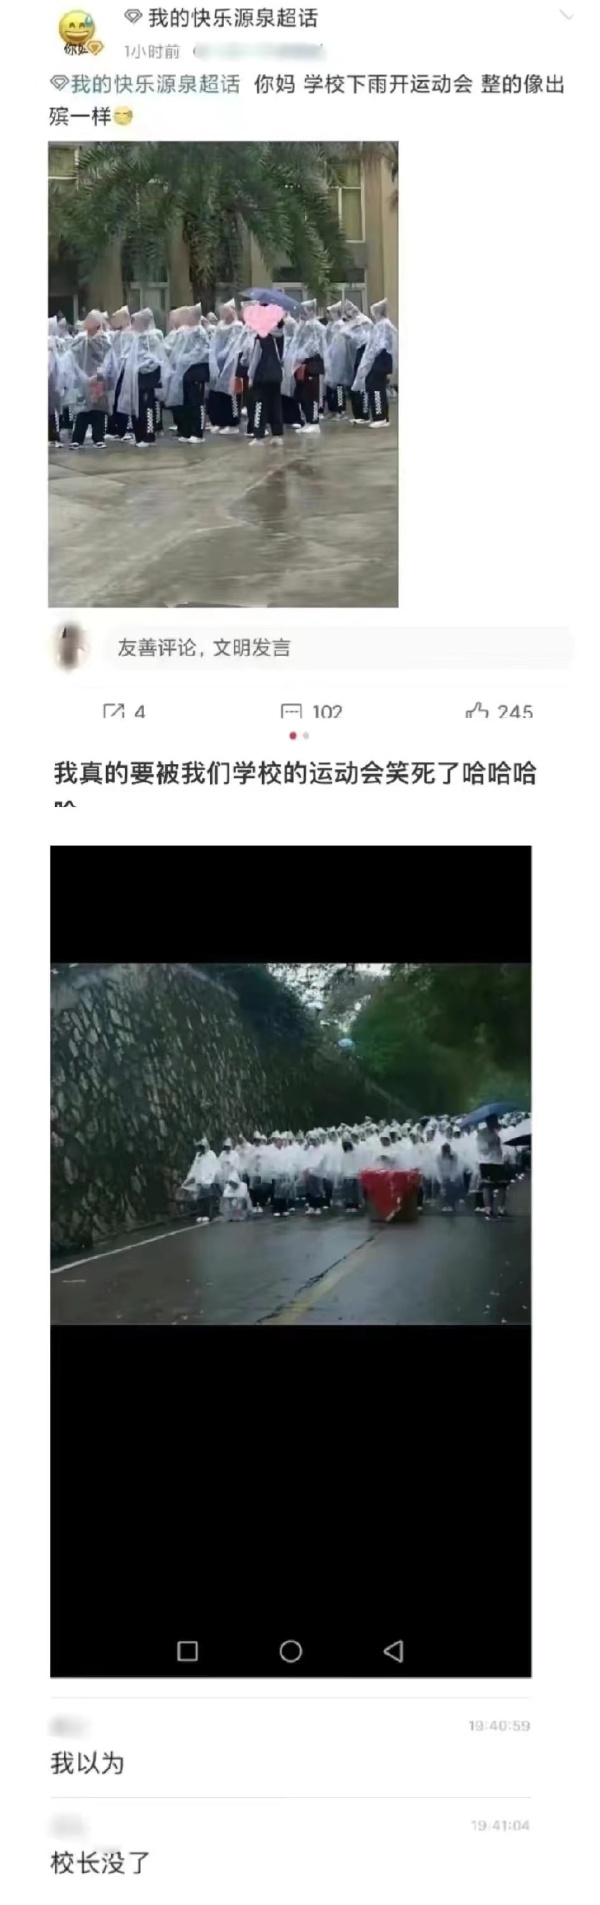 我的快乐源泉超话
1小时前
我的快乐源泉超话 你妈 学校下雨开运动会 整的像出
殡一样
友善评论，文明发言
4 102 245
我真的要被我们学校的运动会笑死了哈哈哈
哈
19:40:59
我以为
19:41:04
校长没了